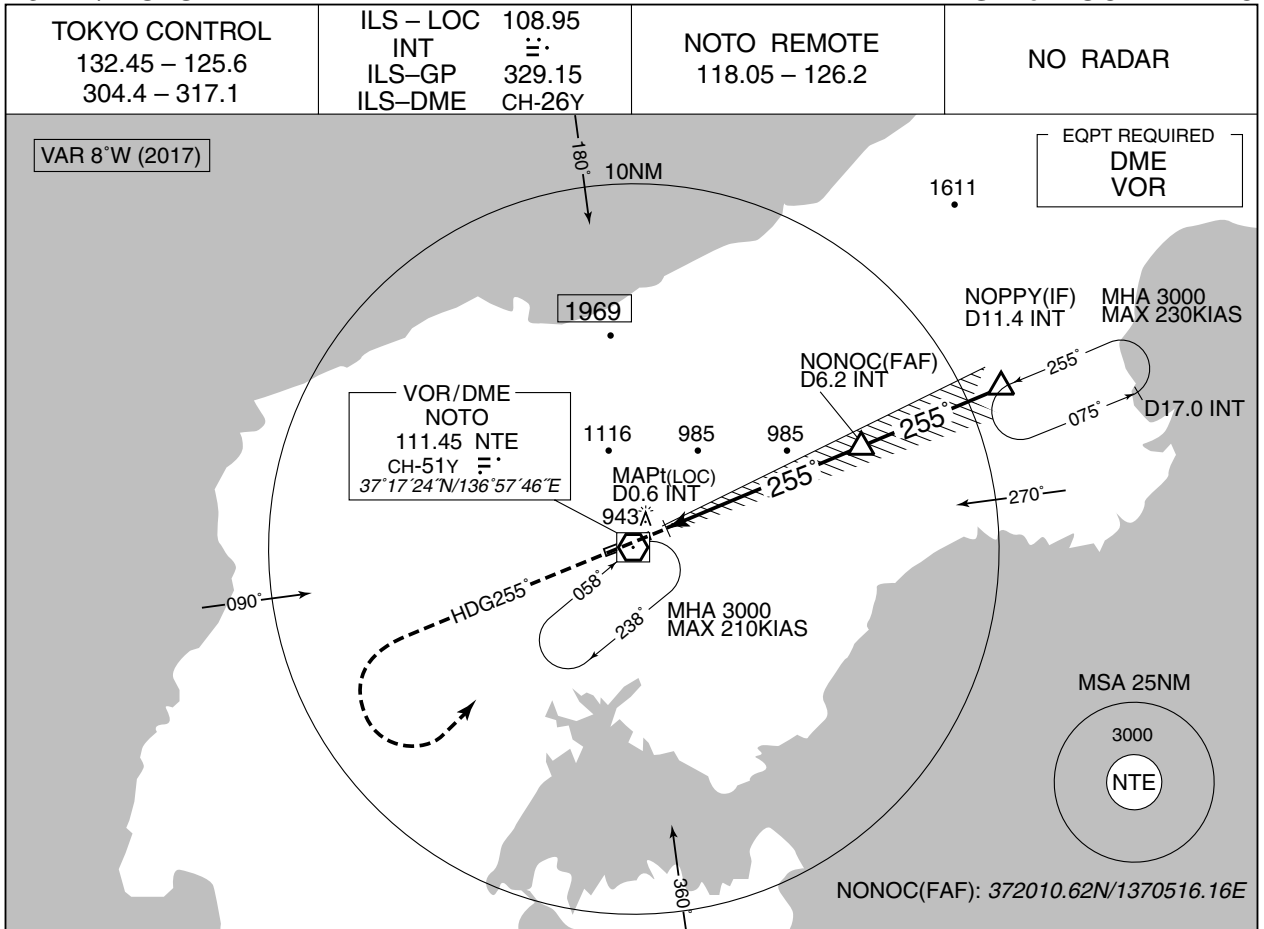 TOKYO CONTROL
132.45 – 125.6
304.4 – 317.1
ILS – LOC 108.95
INT
ILS–GP 329.15
ILS–DME CH-26Y
NOTO REMOTE
118.05 – 126.2
NO RADAR
VAR 8°W (2017)
EQPT REQUIRED
DME
VOR
180°
10NM
1611
1969
NOPPY(IF)
D11.4 INT
MHA 3000
MAX 230KIAS
NONOC(FAF)
D6.2 INT
255°
075°
D17.0 INT
255°
255°
VOR/DME
NOTO
111.45 NTE
CH-51Y
37°17´24˝N/136°57´46˝E
1116
985
985
MAPt(LOC)
D0.6 INT
943
270°
HDG255°
058°
238°
MHA 3000
MAX 210KIAS
090°
MSA 25NM
3000
NTE
360°
NONOC(FAF): 372010.62N/1370516.16E